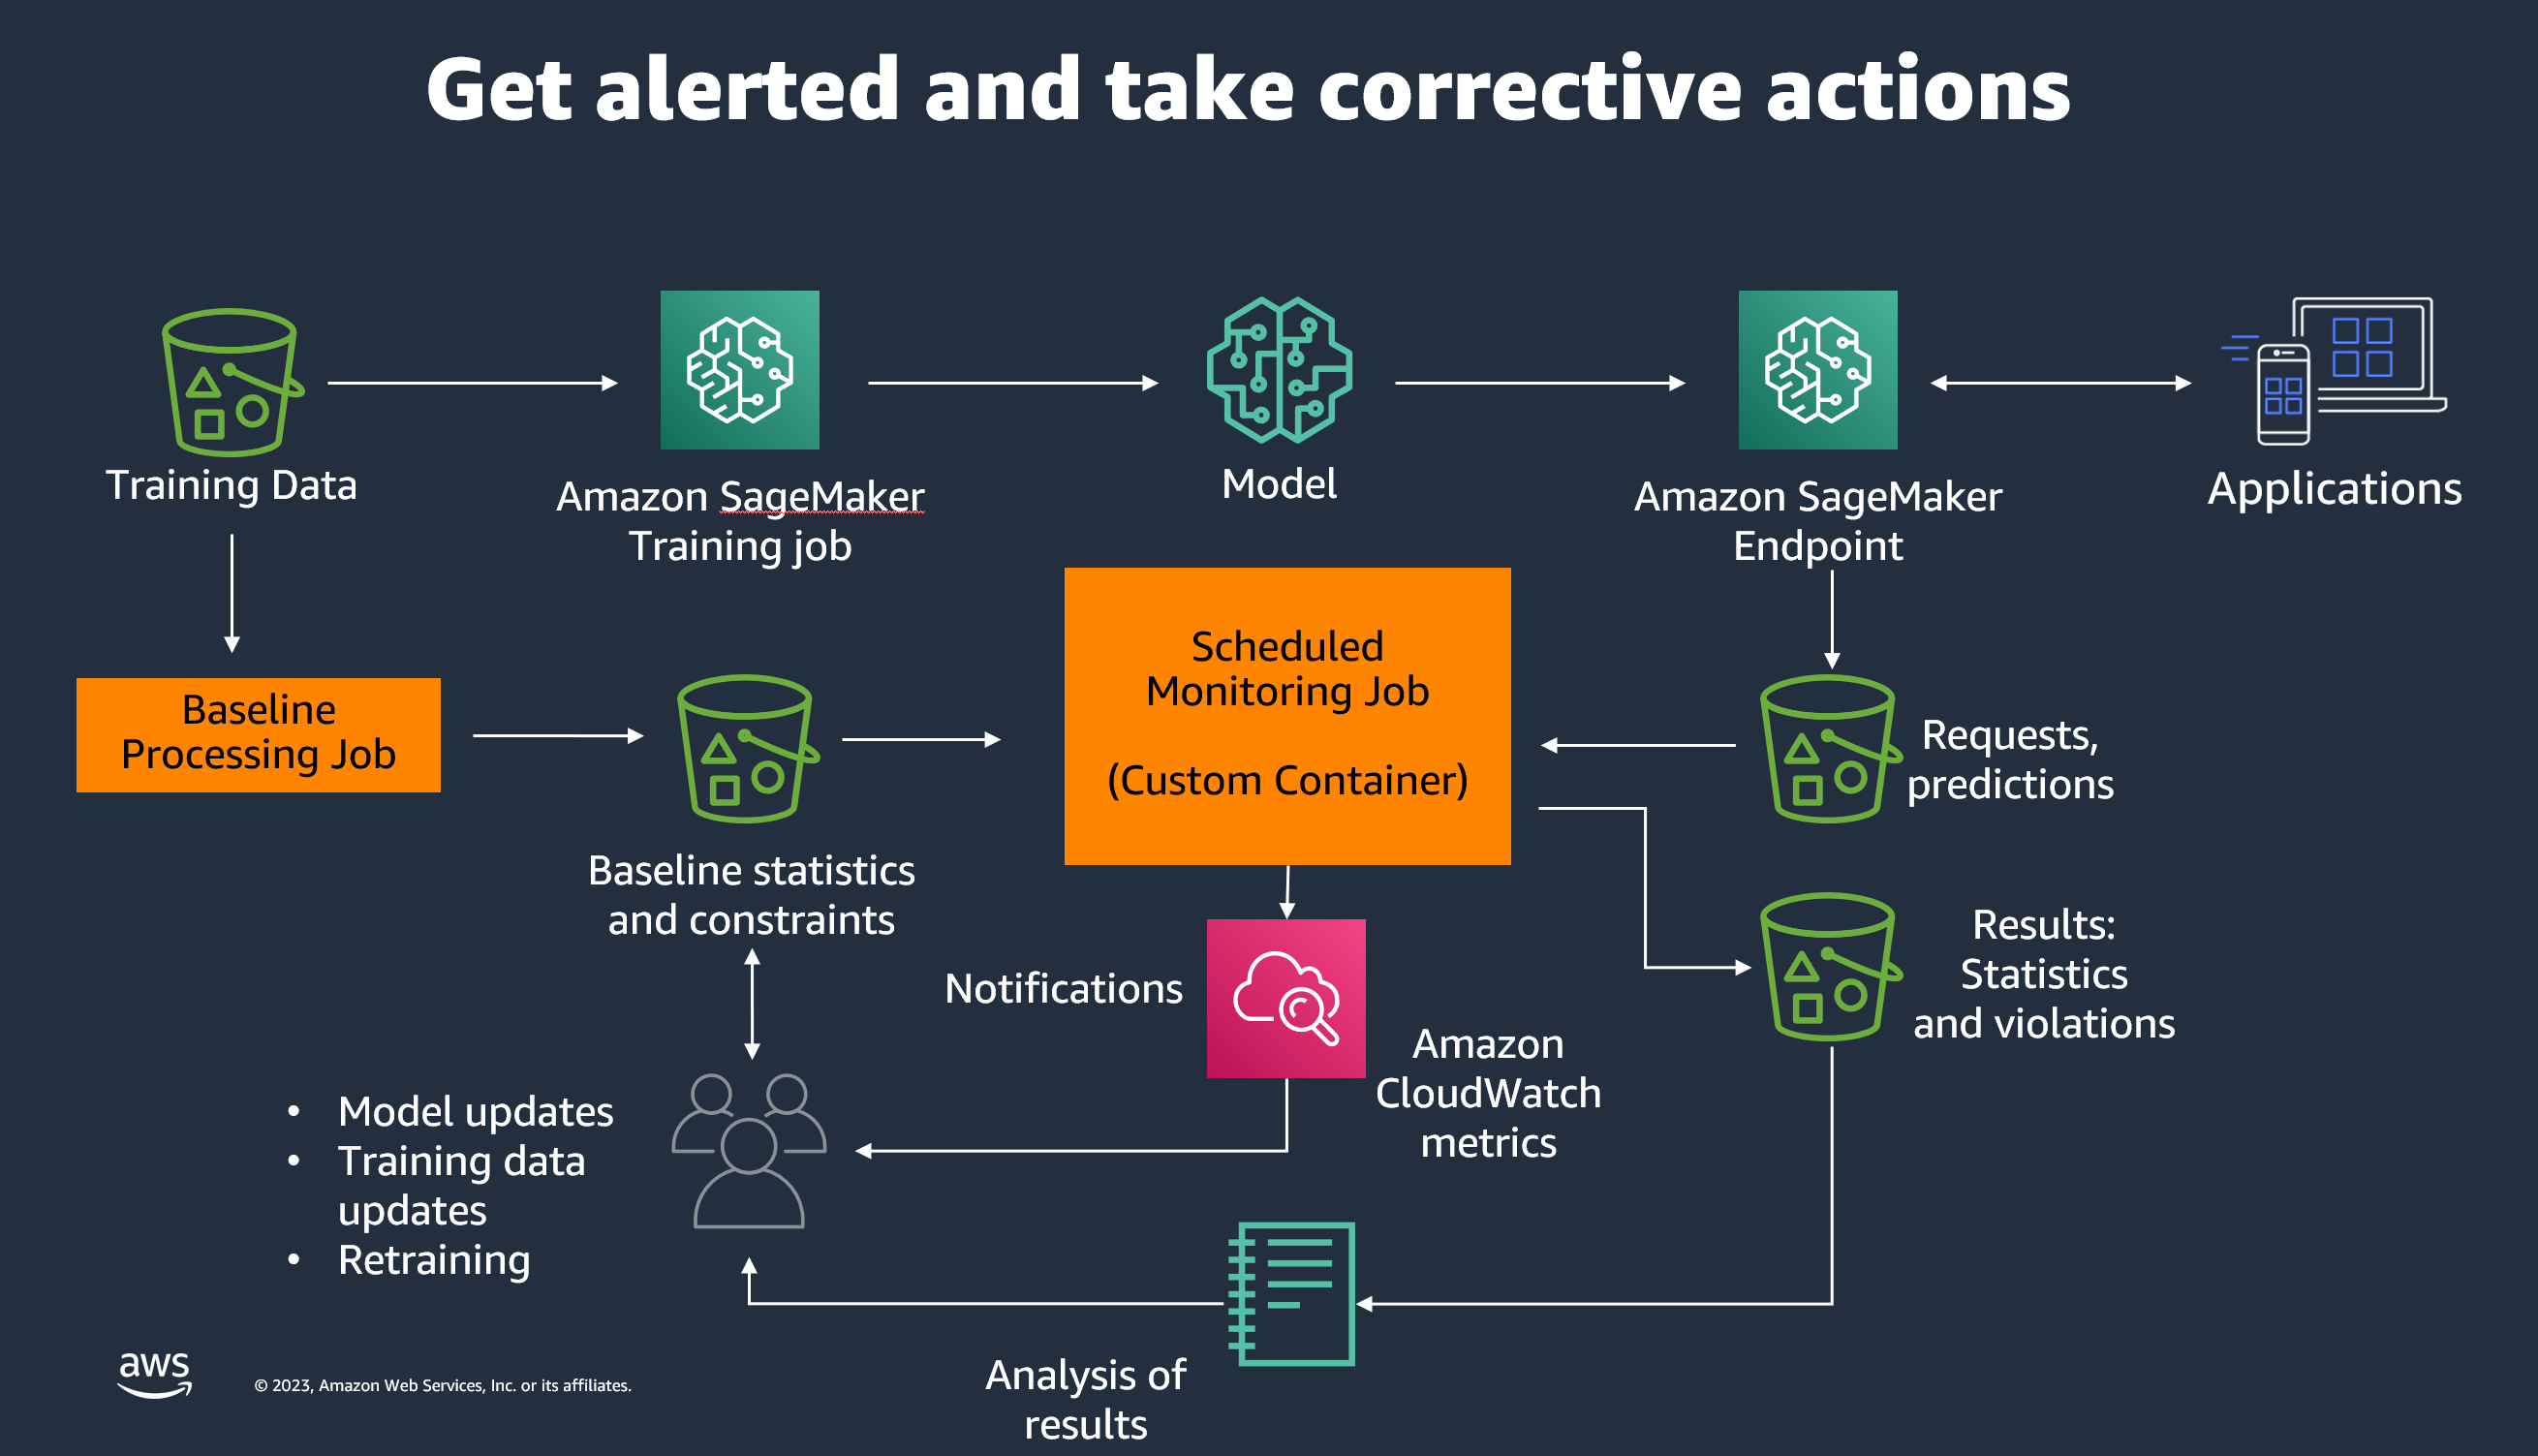 Get alerted and take corrective actions
Training Data
Amazon SageMaker
Training job
Model
Amazon SageMaker
Endpoint
Applications
Baseline
Processing Job
Baseline statistics
and constraints
Scheduled
Monitoring Job
(Custom Container)
Requests,
predictions
Results:
Statistics
and violations
Notifications
Amazon
CloudWatch
metrics
• Model updates
• Training data
updates
• Retraining
Analysis of
results
aws
© 2023, Amazon Web Services, Inc. or its affiliates.